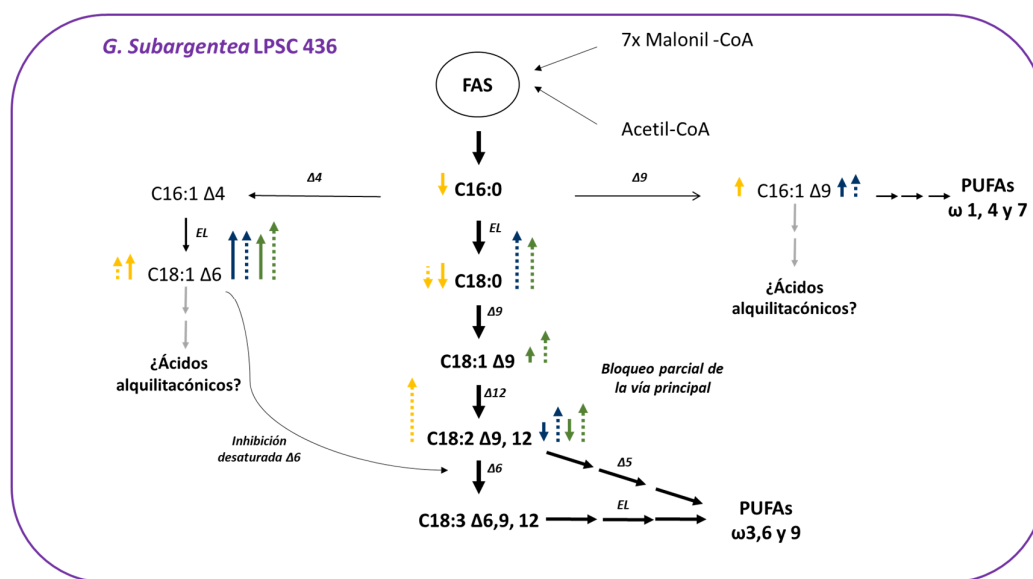 G. Subargentea LPSC 436
7x Malonil -CoA
FAS
Acetil-CoA
C16:1 Δ4
Δ4
C16:0
Δ9
C16:1 Δ9
PUFAs
ω 1, 4 y 7
EL
EL
C18:1 Δ6
C18:0
¿Ácidos
alquilitacónicos?
Δ9
¿Ácidos
alquilitacónicos?
C18:1 Δ9
Bloqueo parcial de
la vía principal
Δ12
Inhibición
desaturada Δ6
C18:2 Δ9, 12
Δ6
Δ5
C18:3 Δ6,9, 12
EL
PUFAs
ω3,6 y 9